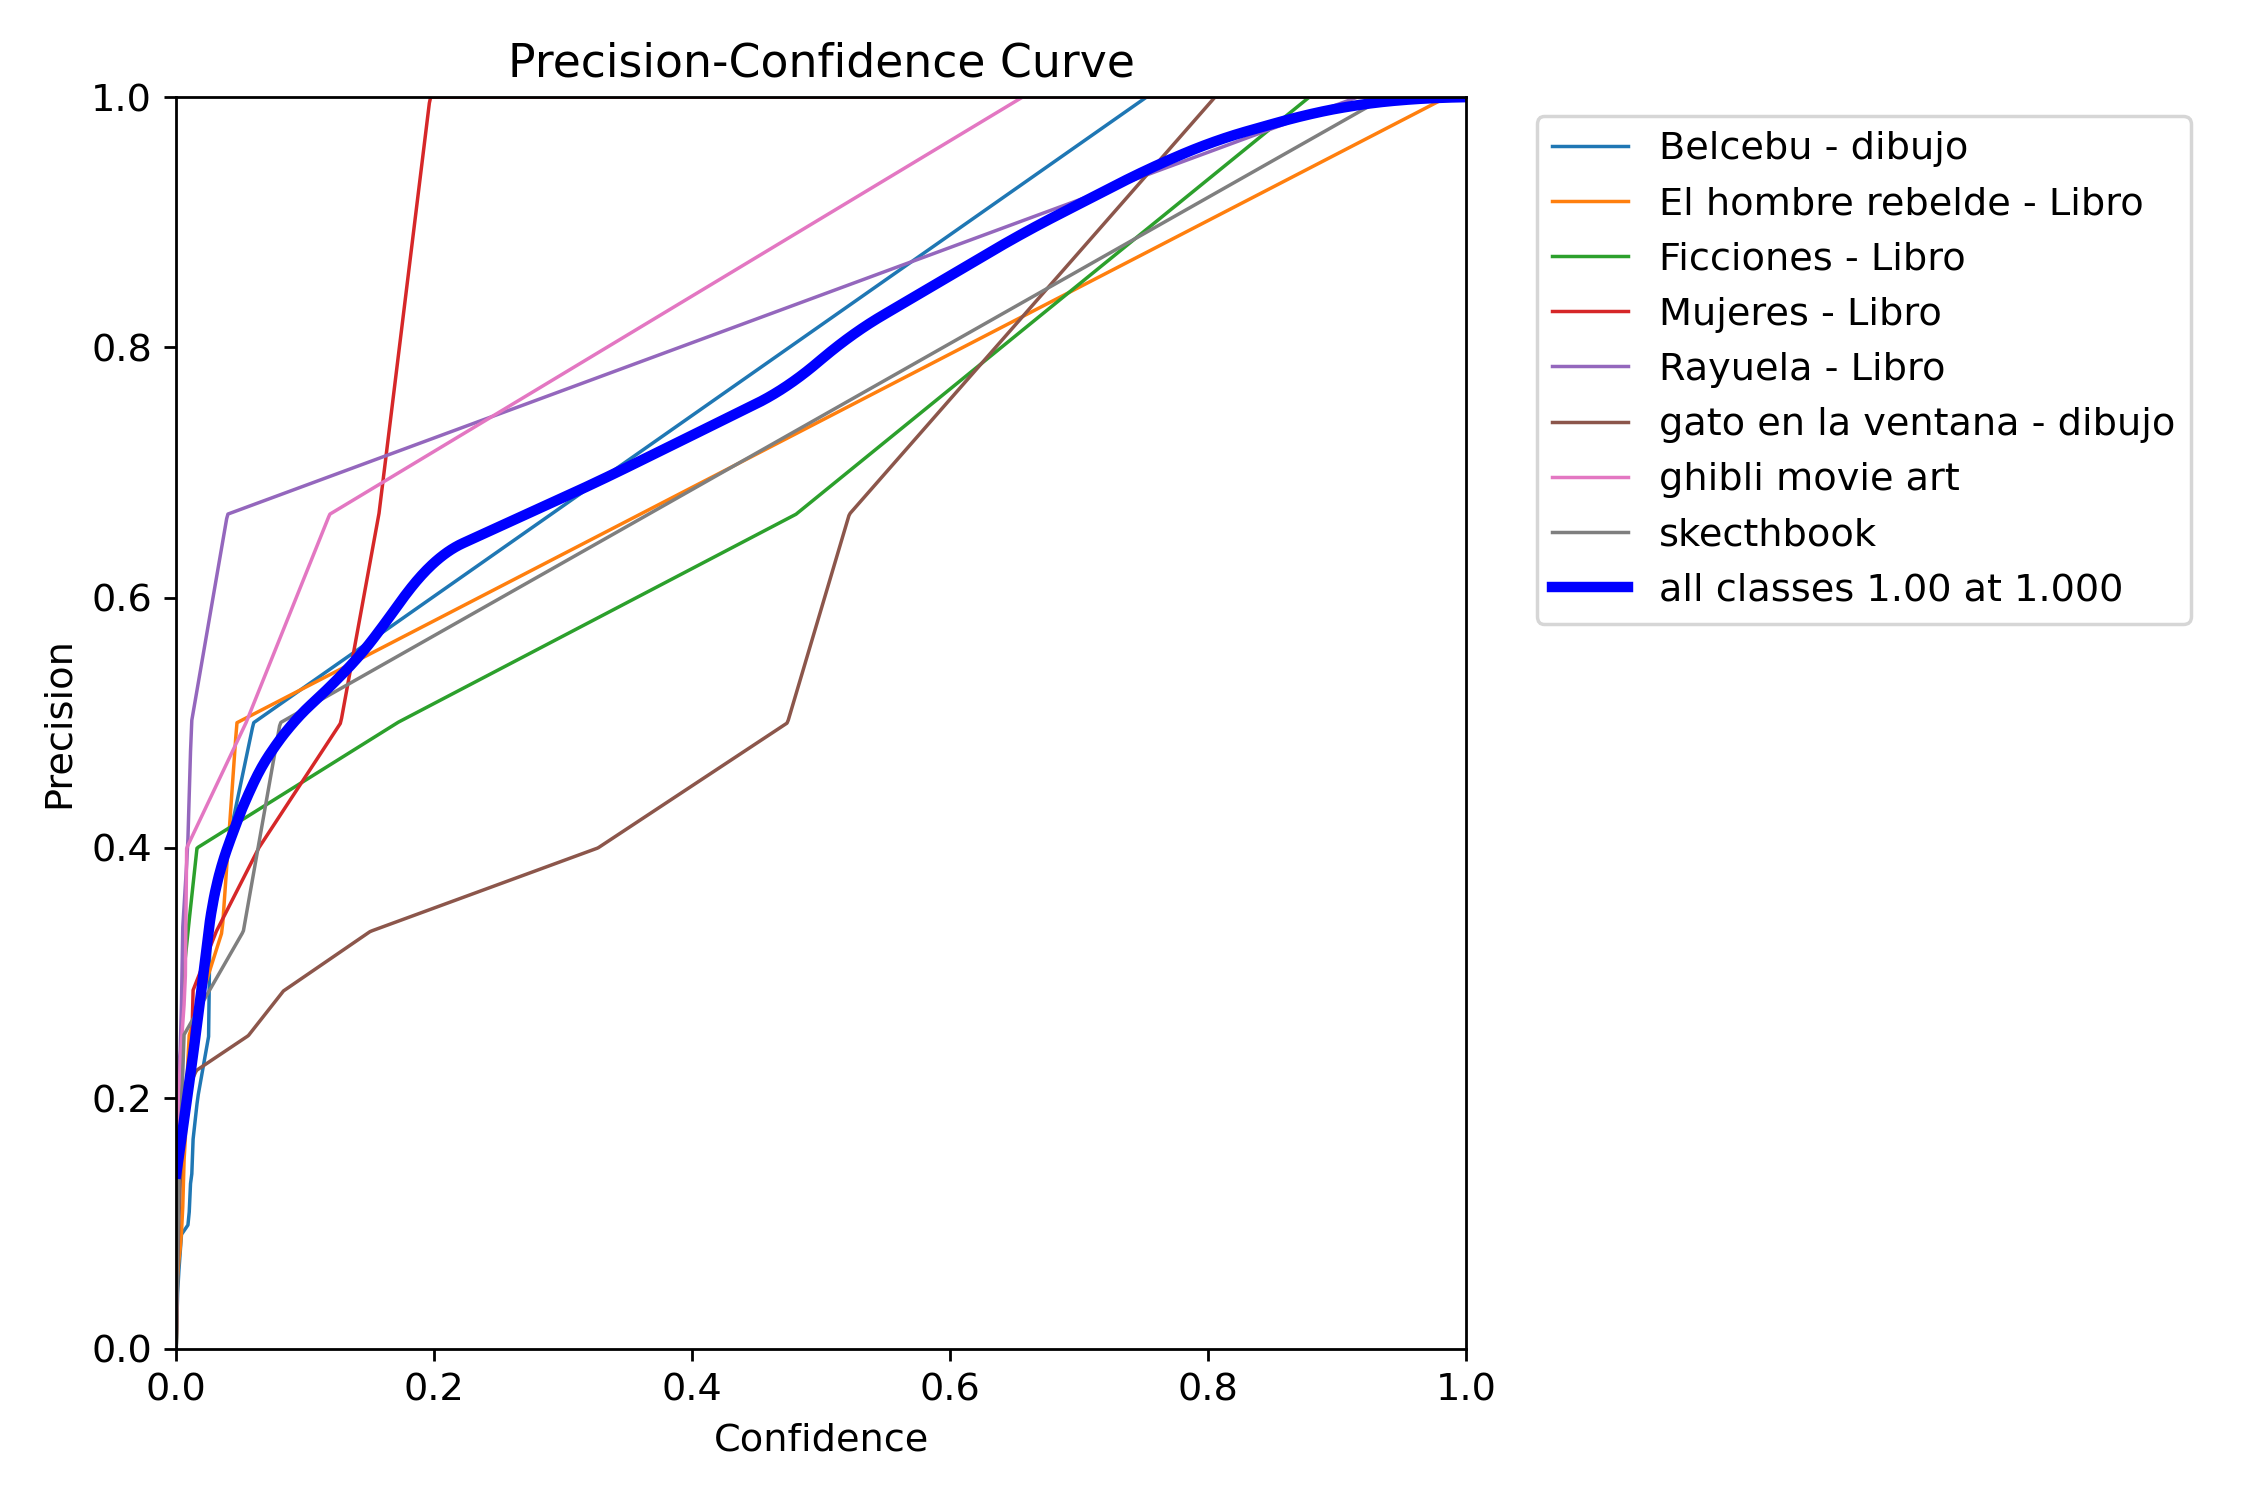 Precision-Confidence Curve
1.0
0.8
0.6
0.4
0.2
0.0
Precision
0.0 0.2 0.4 0.6 0.8 1.0
Confidence
Belcebu - dibujo
El hombre rebelde - Libro
Ficciones - Libro
Mujeres - Libro
Rayuela - Libro
gato en la ventana - dibujo
ghibli movie art
skecthbook
all classes 1.00 at 1.000